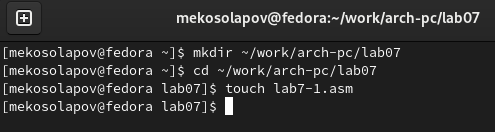 mekosolapov@fedora:~/work/arch-pc/lab07
[mekosolapov@fedora ~]$ mkdir ~/work/arch-pc/lab07
[mekosolapov@fedora ~]$ cd ~/work/arch-pc/lab07
[mekosolapov@fedora lab07]$ touch lab7-1.asm
[mekosolapov@fedora lab07]$